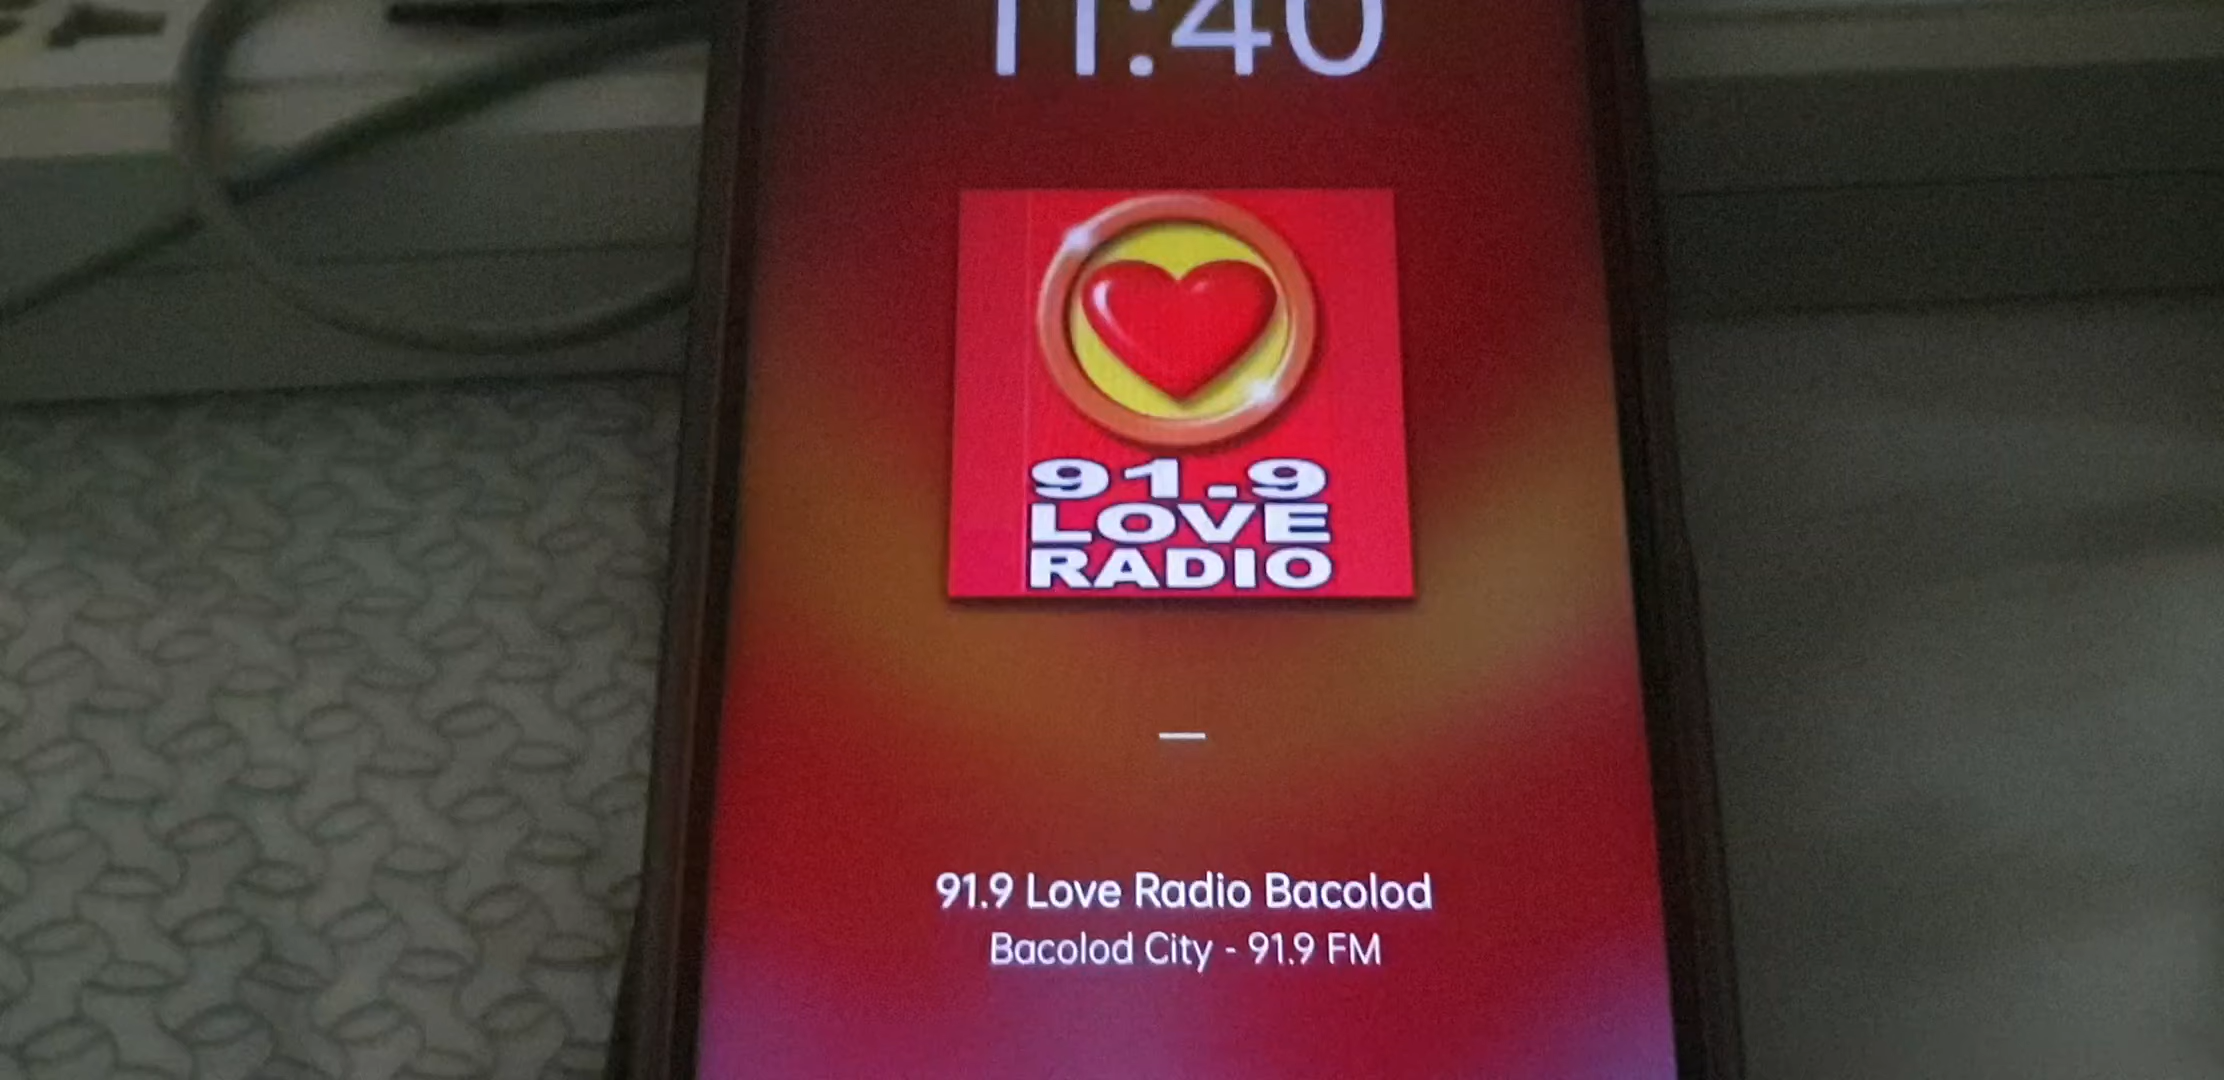 11:40
91.9
LOVE
RADIO
91.9 Love Radio Bacolod
Bacolod City - 91.9 FM